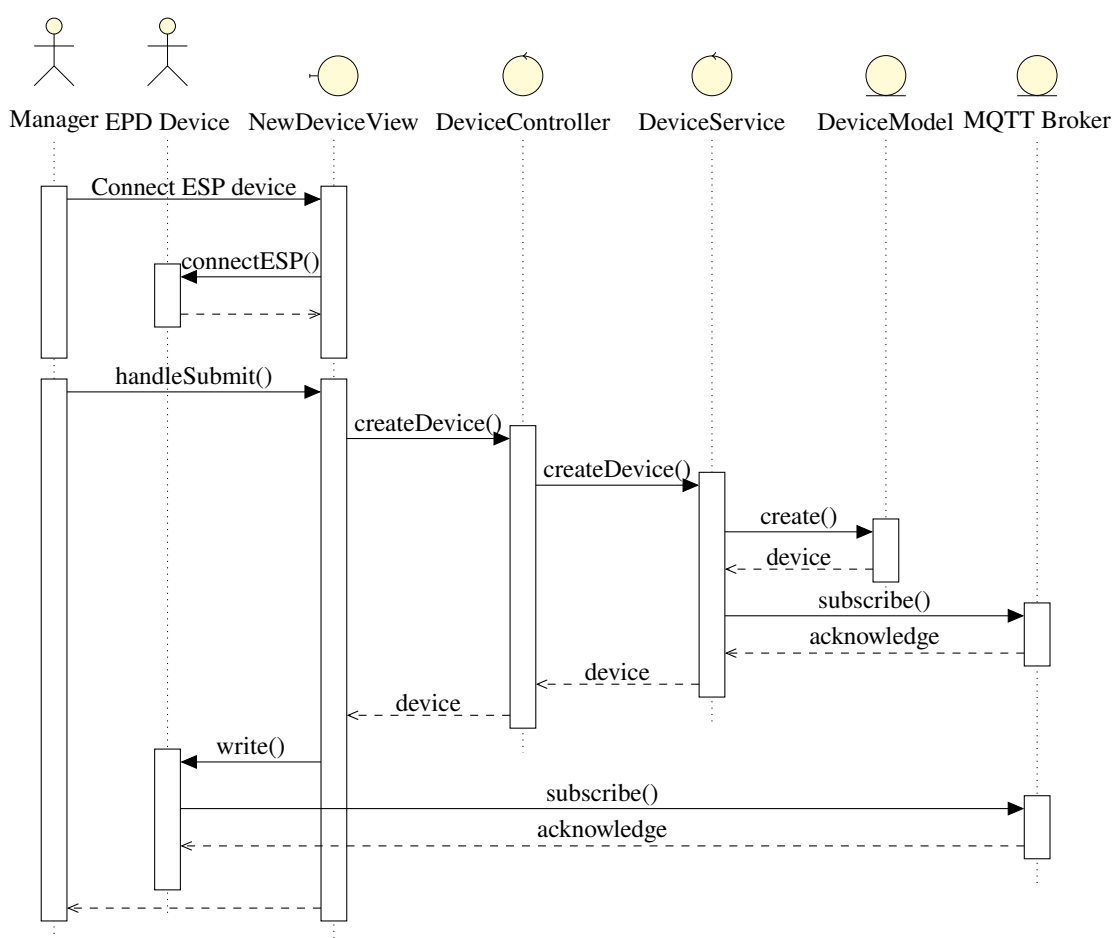 Manager
EPD Device
NewDeviceView
DeviceController
DeviceService
DeviceModel
MQTT Broker
Connect ESP device
connectESP()
handleSubmit()
createDevice()
createDevice()
create()
device
subscribe()
acknowledge
device
device
write()
subscribe()
acknowledge